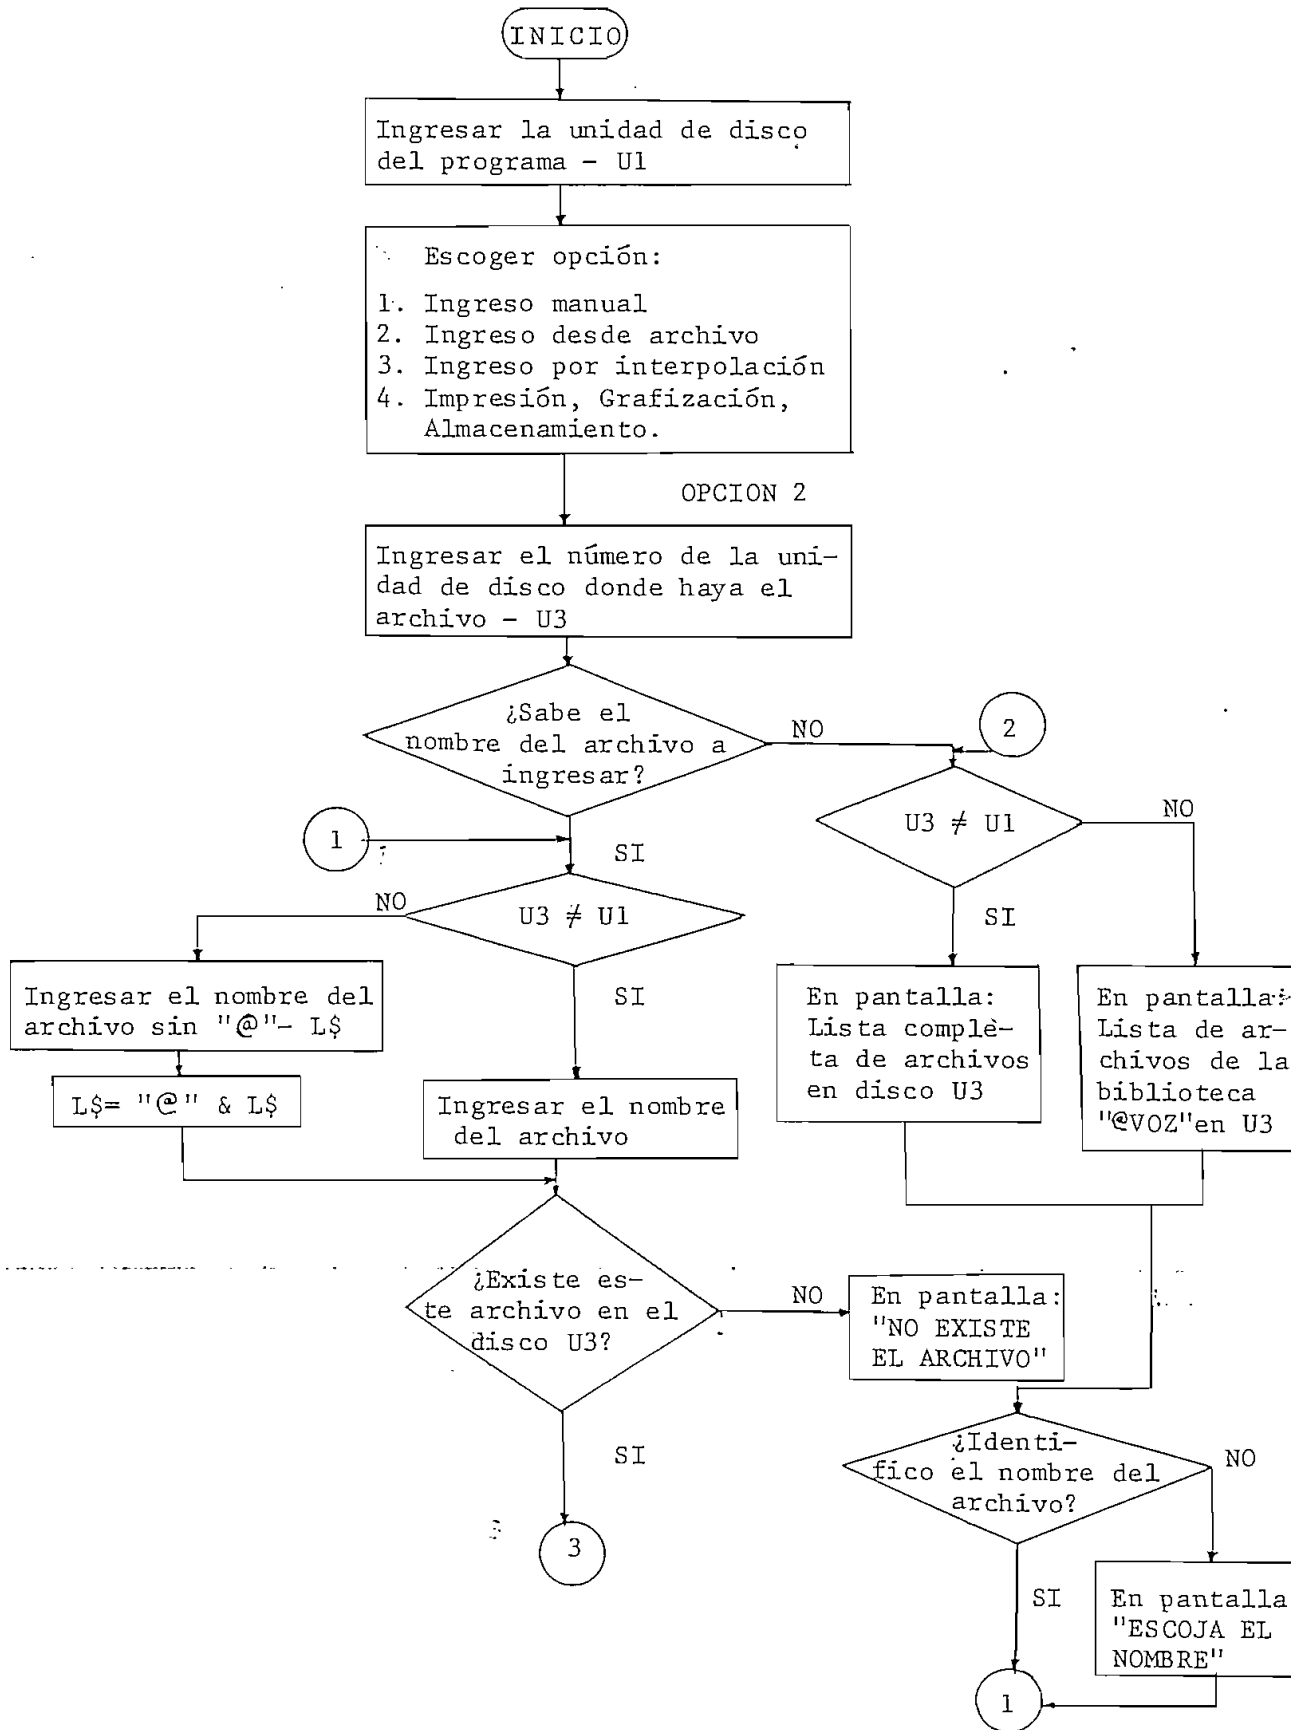 INICIO
Ingresar la unidad de disco
del programa - U1
Escoger opción:
1. Ingreso manual
2. Ingreso desde archivo
3. Ingreso por interpolación
4. Impresión, Grafización,
Almacenamiento.
OPCION 2
Ingresar el número de la uni-
dad de disco donde haya el
archivo - U3
¿Sabe el
nombre del archivo a
ingresar?
NO
2
1
SI
U3 ≠ U1
NO
SI
U3 ≠ U1
NO
SI
Ingresar el nombre del
archivo sin "@"- L$
L$= "@" & L$
Ingresar el nombre
del archivo
En pantalla:
Lista comple-
ta de archivos
en disco U3
En pantalla:
Lista de ar-
chivos de la
biblioteca
"@VOZ"en U3
¿Existe es-
te archivo en el
disco U3?
NO
En pantalla:
"NO EXISTE
EL ARCHIVO"
SI
3
¿Identi-
fico el nombre del
archivo?
NO
SI
En pantalla
"ESCOJA EL
NOMBRE"
1